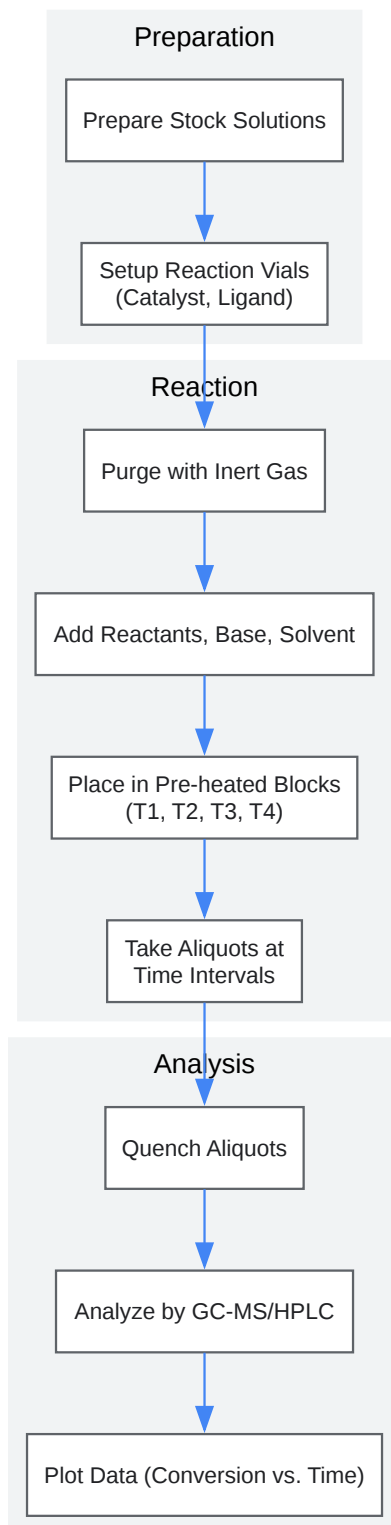 Preparation
Prepare Stock Solutions
Setup Reaction Vials
(Catalyst, Ligand)
Reaction
Purge with Inert Gas
Add Reactants, Base, Solvent
Place in Pre-heated Blocks
(T1, T2, T3, T4)
Take Aliquots at
Time Intervals
Analysis
Quench Aliquots
Analyze by GC-MS/HPLC
Plot Data (Conversion vs. Time)